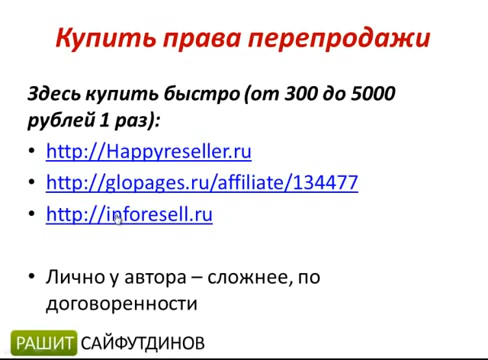 Купить права перепродажи
Здесь купить быстро (от 300 до 5000
рублей 1 раз):
• http://Happyreseller.ru
• http://glopages.ru/affiliate/134477
• http://inforesell.ru
• Лично у автора – сложнее, по
договоренности
РАШИТ САЙФУТДИНОВ